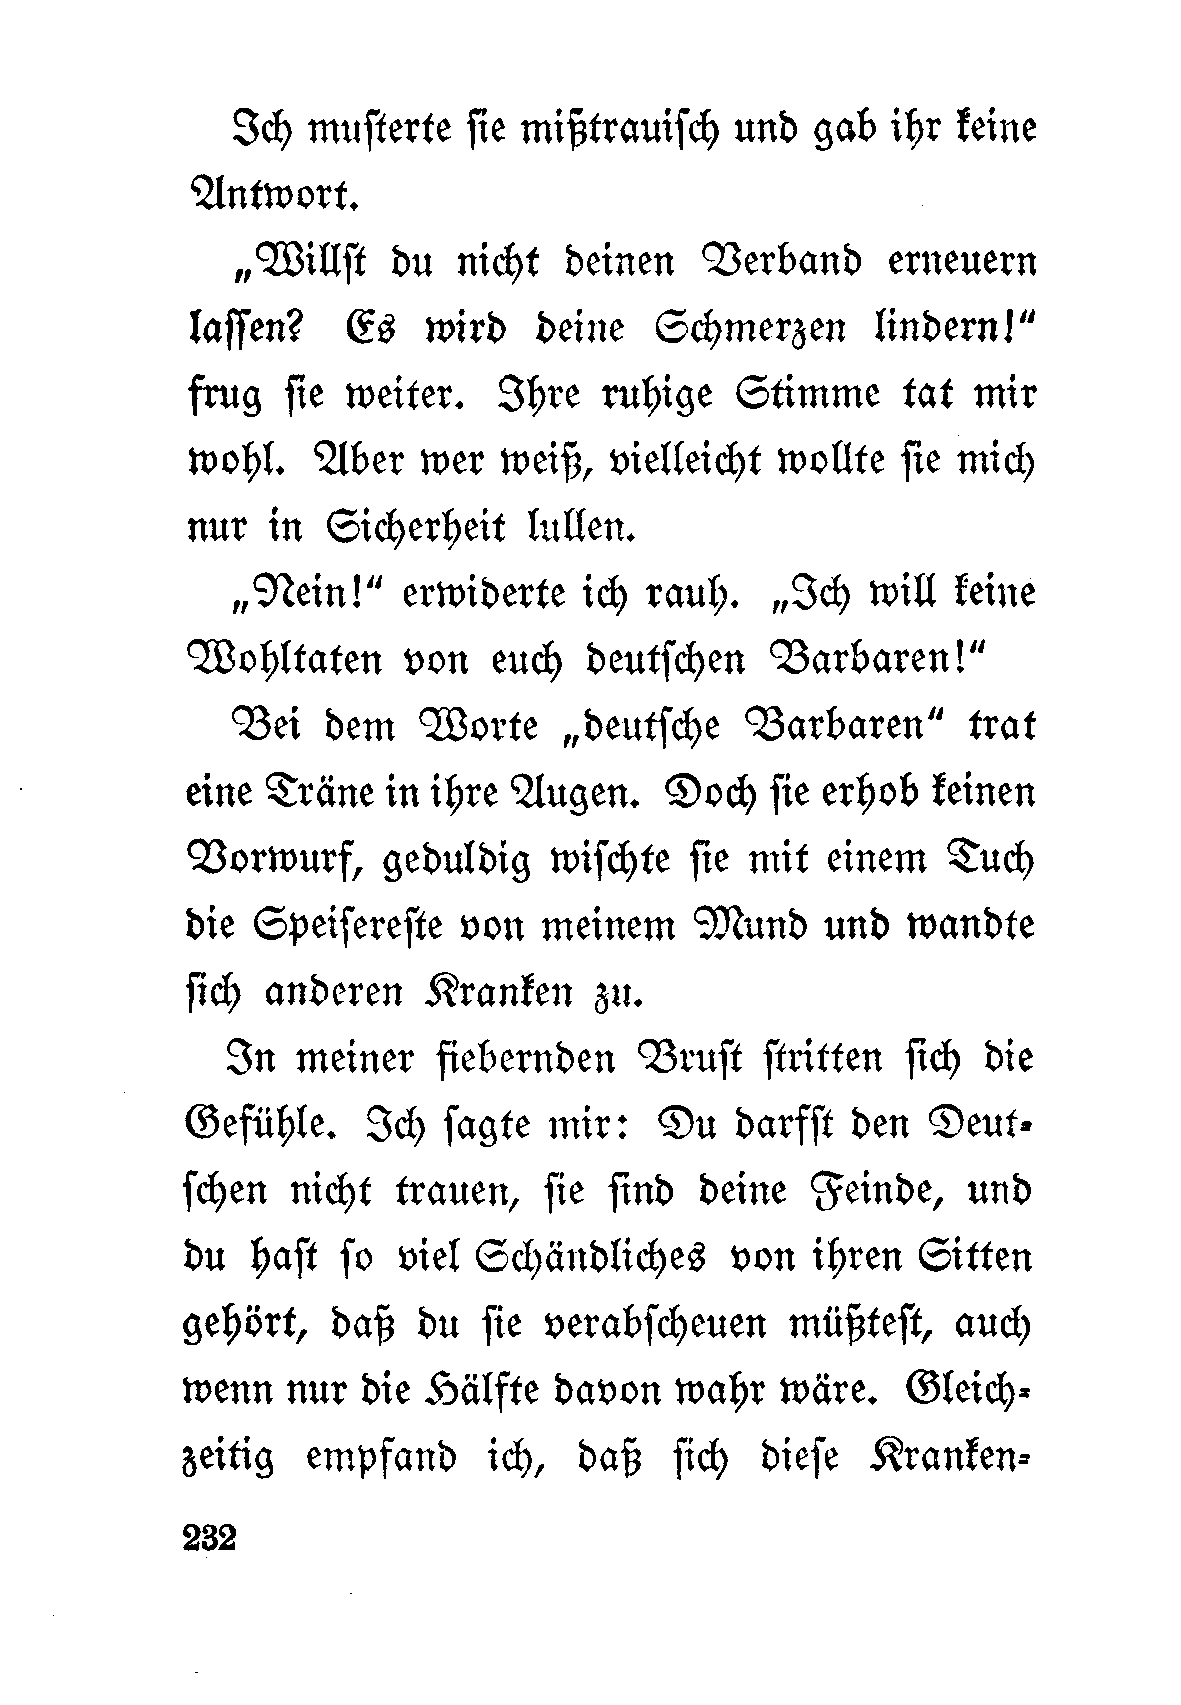 Ich musterte sie mißtrauisch und gab ihr keine
Antwort.
„Willst du nicht deinen Verband erneuern
lassen? Es wird deine Schmerzen lindern!“
frug sie weiter. Ihre ruhige Stimme tat mir
wohl. Aber wer weiß, vielleicht wollte sie mich
nur in Sicherheit lullen.
„Nein!“ erwiderte ich rauh. „Ich will keine
Wohltaten von euch deutschen Barbaren!“
Bei dem Worte „deutsche Barbaren“ trat
eine Träne in ihre Augen. Doch sie erhob keinen
Vorwurf, geduldig wischte sie mit einem Tuch
die Speisereste von meinem Mund und wandte
sich anderen Kranken zu.
In meiner fiebernden Brust stritten sich die
Gefühle. Ich sagte mir: Du darfst den Deut-
schen nicht trauen, sie sind deine Feinde, und
du hast so viel Schändliches von ihren Sitten
gehört, daß du sie verabscheuen müßtest, auch
wenn nur die Hälfte davon wahr wäre. Gleich-
zeitig empfand ich, daß sich diese Kranken-
232